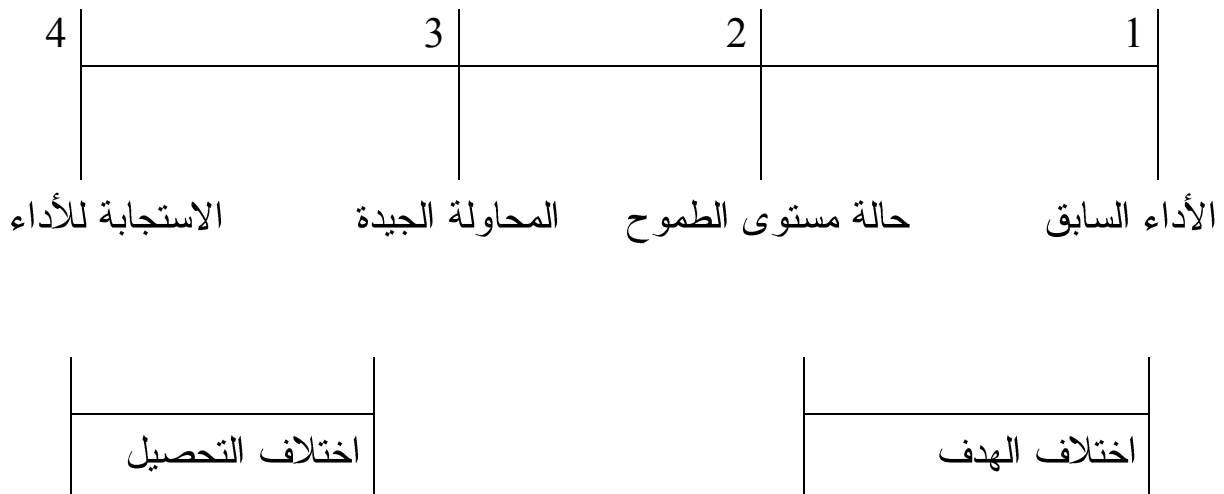 1 2 3 4
الأداء السابق حالة مستوى الطموح المحاولة الجيدة الاستجابة للأداء
اختلاف الهدف اختلاف التحصيل